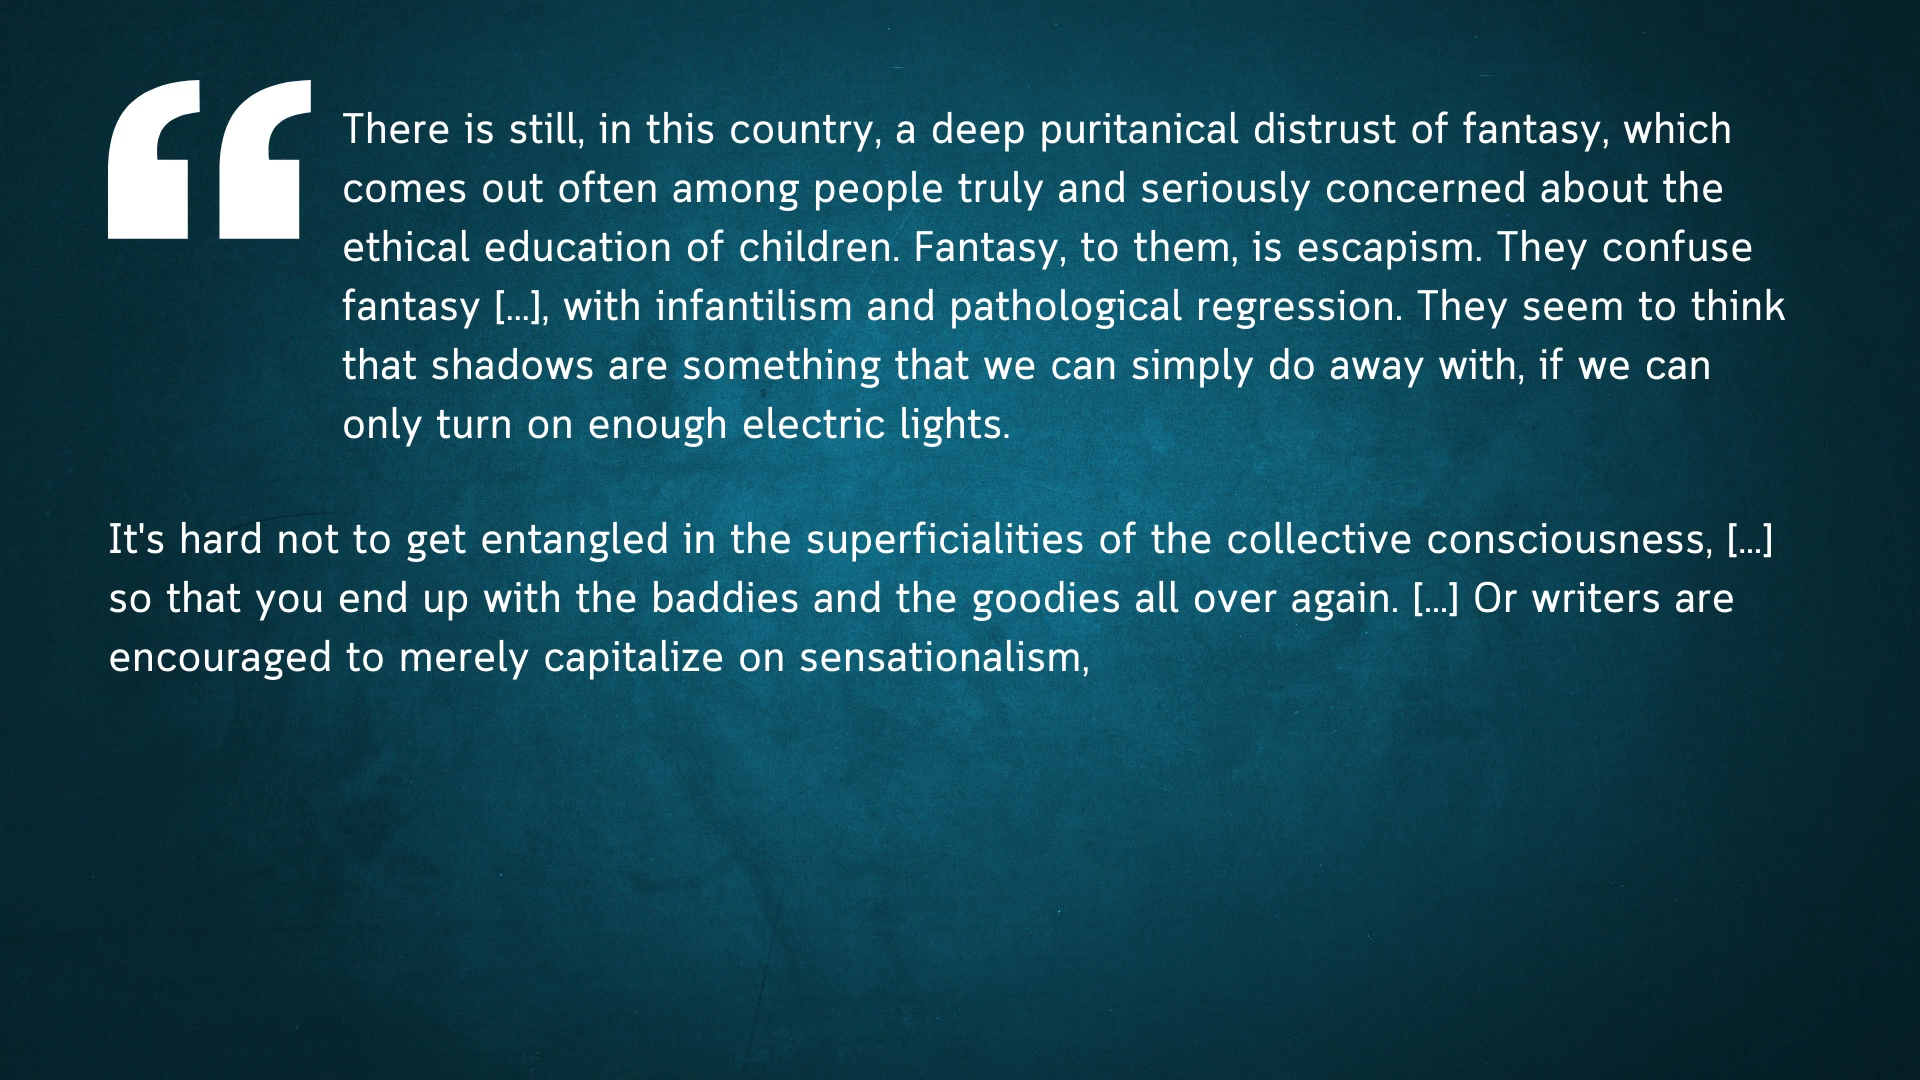 “
There is still, in this country, a deep puritanical distrust of fantasy, which
comes out often among people truly and seriously concerned about the
ethical education of children. Fantasy, to them, is escapism. They confuse
fantasy [...], with infantilism and pathological regression. They seem to think
that shadows are something that we can simply do away with, if we can
only turn on enough electric lights.
It's hard not to get entangled in the superficialities of the collective consciousness, [...]
so that you end up with the baddies and the goodies all over again. [...] Or writers are
encouraged to merely capitalize on sensationalism,